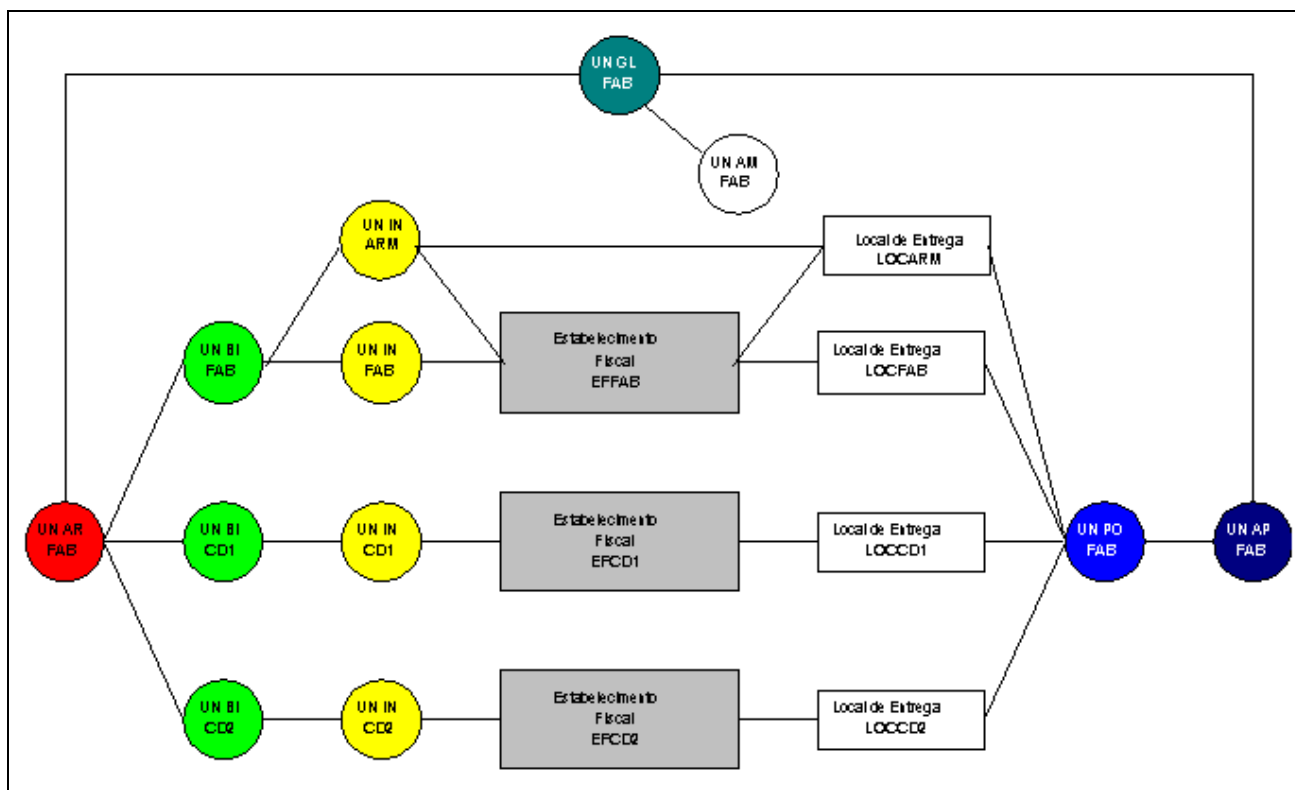 UN GL
FAB
UN AM
FAB
UN IN
ARM
Local de Entrega
LOCARM
UN BI
FAB
UN IN
FAB
Estabelecimento
Fiscal
EFFAB
Local de Entrega
LOCFAB
UN AR
FAB
UN BI
CD1
UN IN
CD1
Estabelecimento
Fiscal
EFCD1
Local de Entrega
LOCCD1
UN PO
FAB
UN AP
FAB
UN BI
CD2
UN IN
CD2
Estabelecimento
Fiscal
EFCD2
Local de Entrega
LOCCD2